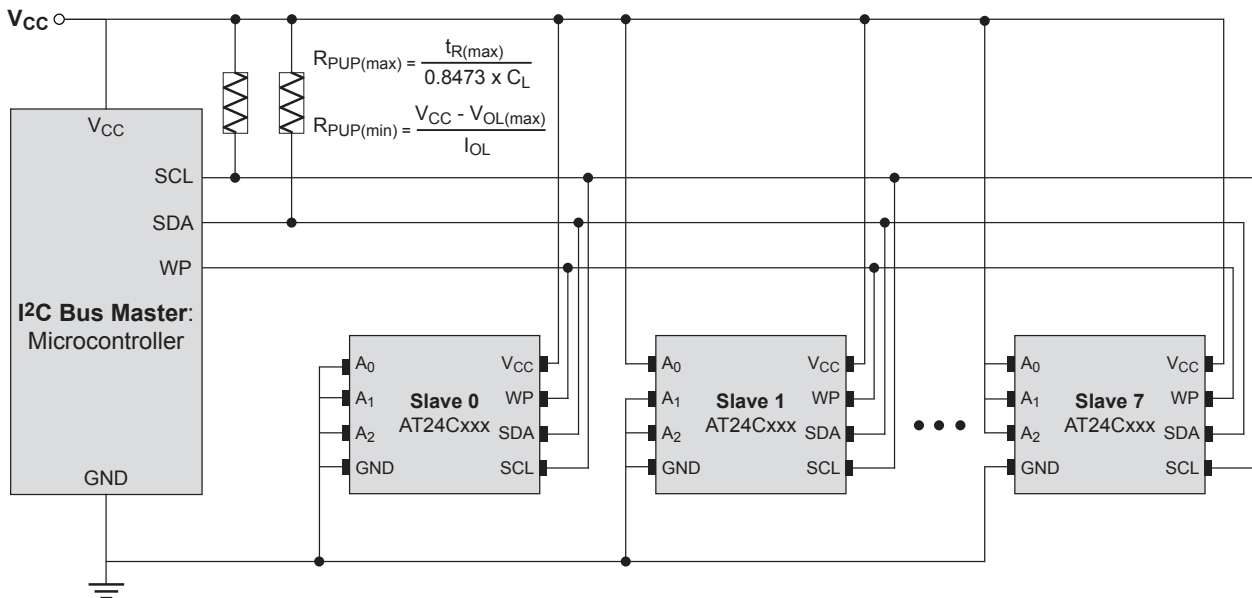 VCC
RPUP(max) = tR(max) / 0.8473 x CL
RPUP(min) = VCC - VOL(max) / IOL
VCC
SCL
SDA
WP
I2C Bus Master:
Microcontroller
GND
A0
A1
A2
GND
Slave 0
AT24Cxxx
VCC
WP
SDA
SCL
A0
A1
A2
GND
Slave 1
AT24Cxxx
VCC
WP
SDA
SCL
A0
A1
A2
GND
Slave 7
AT24Cxxx
VCC
WP
SDA
SCL